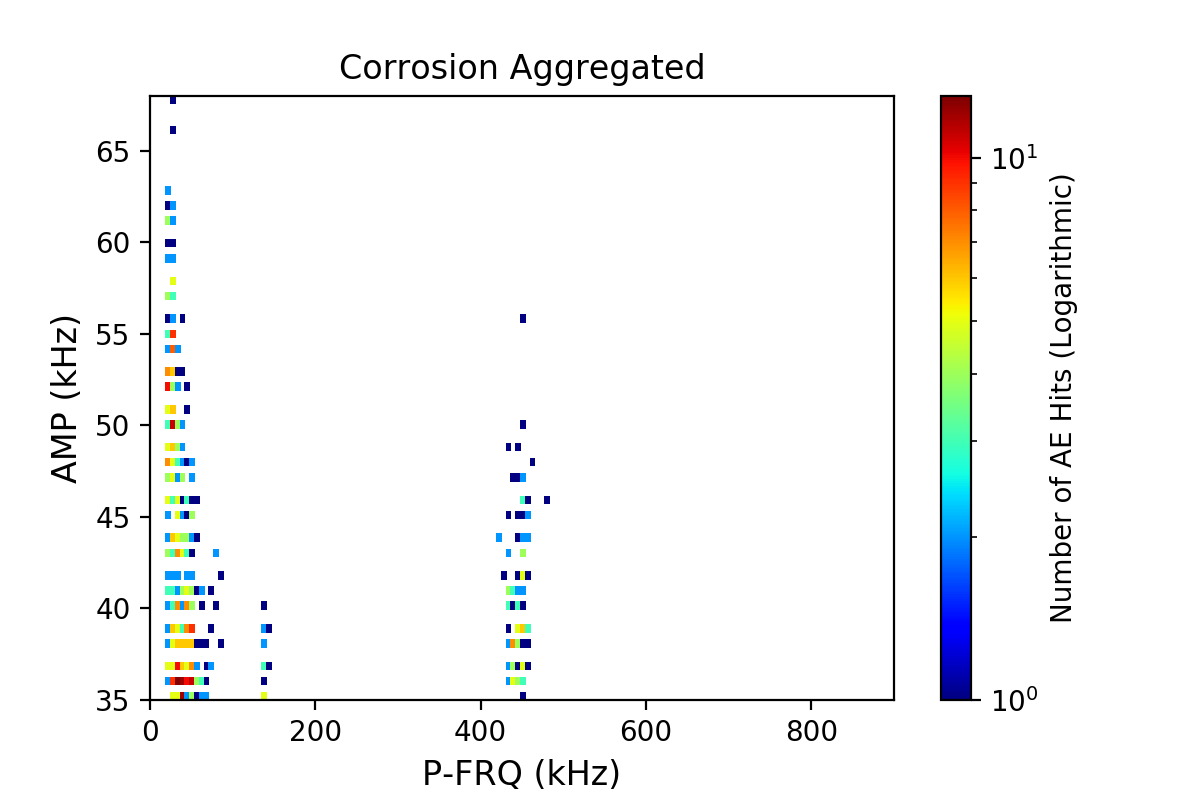 Corrosion Aggregated
65
60
55
50
45
40
35
AMP (kHz)
0 200 400 600 800
P-FRQ (kHz)
10¹
10⁰
Number of AE Hits (Logarithmic)